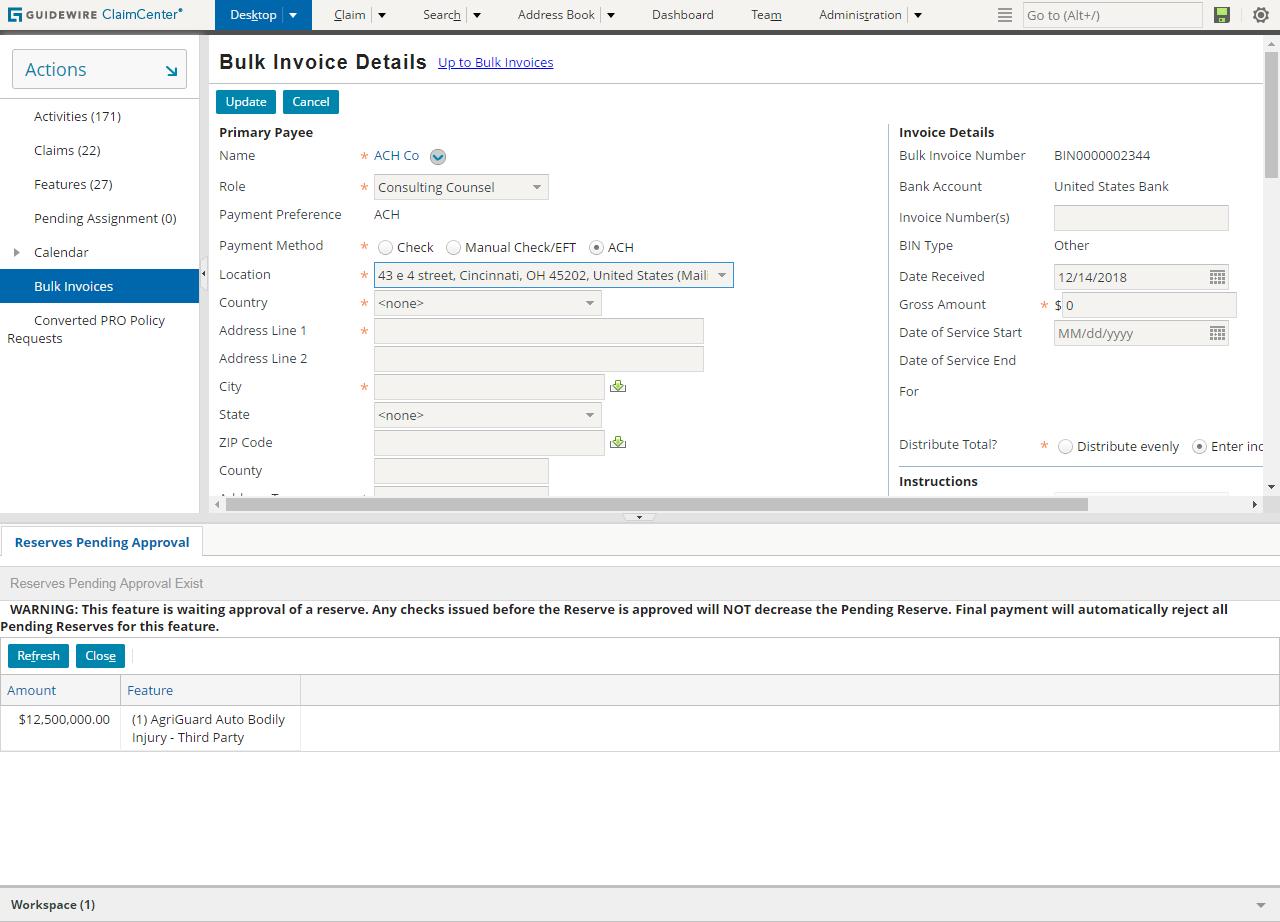 GUIDEWIRE ClaimCenter®
Desktop
Claim
Search
Address Book
Dashboard
Team
Administration
Go to (Alt+/)
Actions
Activities (171)
Claims (22)
Features (27)
Pending Assignment (0)
Calendar
Bulk Invoices
Converted PRO Policy
Requests
Bulk Invoice Details Up to Bulk Invoices
Update Cancel
Primary Payee
Name * ACH Co
Role * Consulting Counsel
Payment Preference ACH
Payment Method * Check Manual Check/EFT ACH
Location * 43 e 4 street, Cincinnati, OH 45202, United States (Maili
Country * <none>
Address Line 1 *
Address Line 2
City *
State <none>
ZIP Code
County
Invoice Details
Bulk Invoice Number BIN0000002344
Bank Account United States Bank
Invoice Number(s)
BIN Type Other
Date Received 12/14/2018
Gross Amount * $ 0
Date of Service Start MM/dd/yyyy
Date of Service End
For
Distribute Total? * Distribute evenly Enter inc
Instructions
Reserves Pending Approval
Reserves Pending Approval Exist
WARNING: This feature is waiting approval of a reserve. Any checks issued before the Reserve is approved will NOT decrease the Pending Reserve. Final payment will automatically reject all
Pending Reserves for this feature.
Refresh Close
Amount Feature
$12,500,000.00 (1) AgriGuard Auto Bodily
Injury - Third Party
Workspace (1)